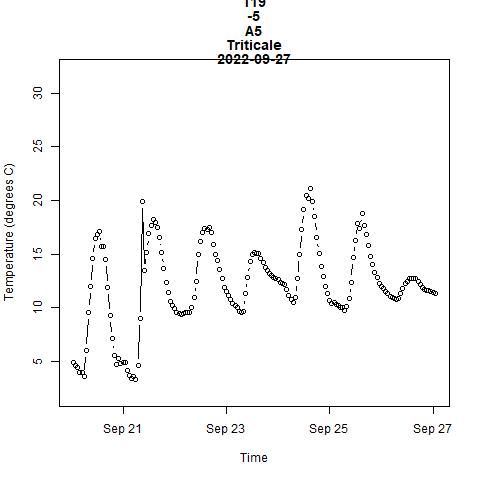 T19
-5
A5
Triticale
2022-09-27
Temperature (degrees C)
30
25
20
15
10
5
Sep 21
Sep 23
Sep 25
Sep 27
Time